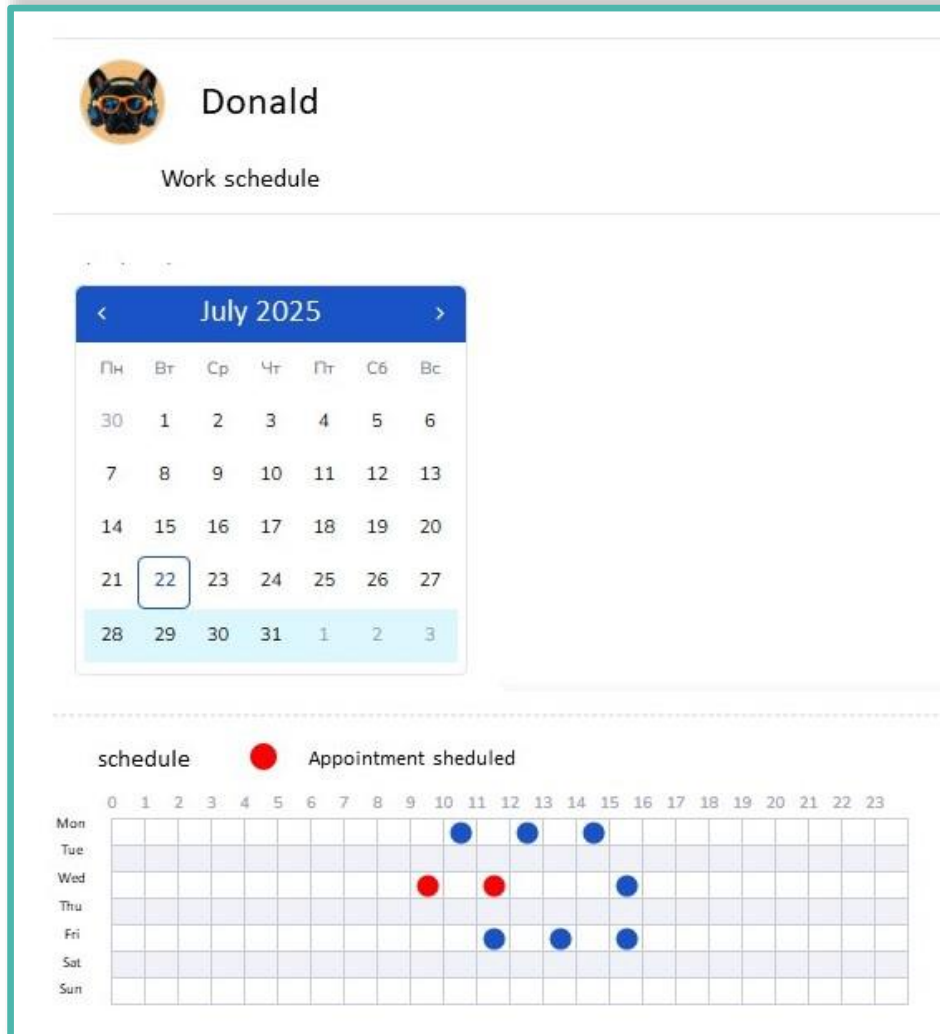 Donald
Work schedule
‹ July 2025 ›
Пн Вт Ср Чт Пт Сб Вс
30 1 2 3 4 5 6
7 8 9 10 11 12 13
14 15 16 17 18 19 20
21 22 23 24 25 26 27
28 29 30 31 1 2 3
schedule Appointment sheduled
0 1 2 3 4 5 6 7 8 9 10 11 12 13 14 15 16 17 18 19 20 21 22 23
Mon
Tue
Wed
Thu
Fri
Sat
Sun